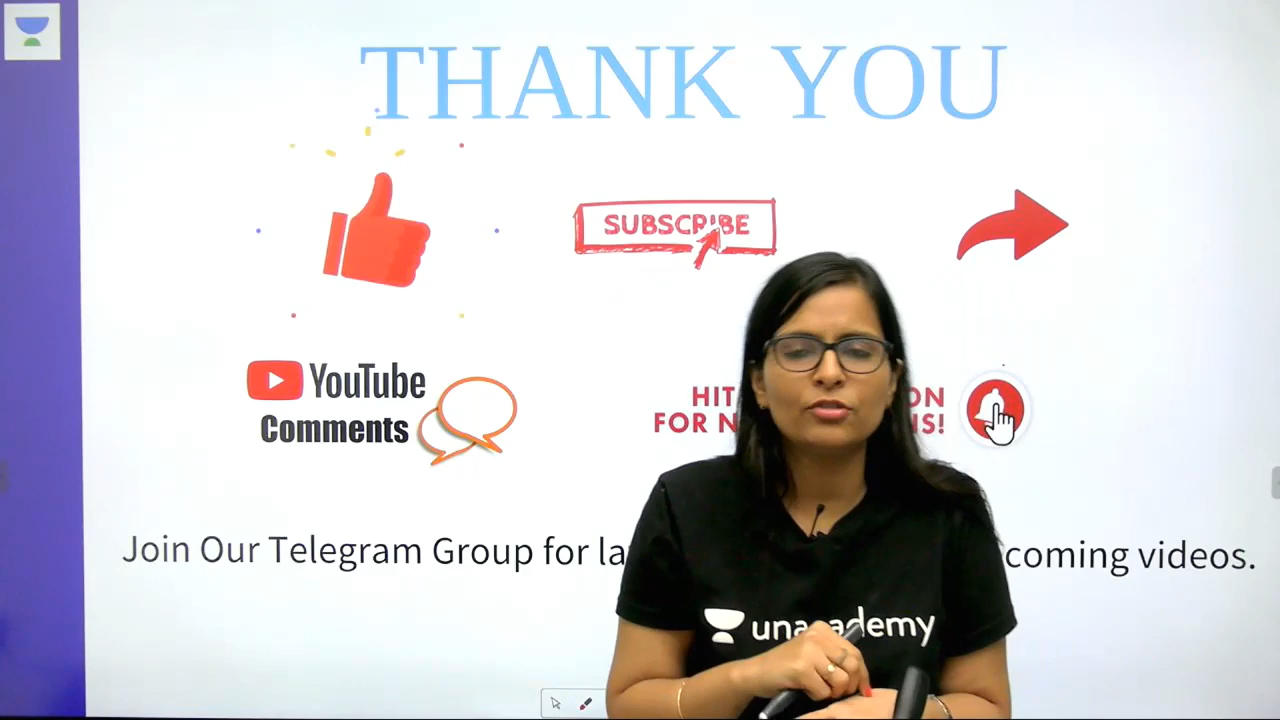 THANK YOU
SUBSCRIBE
YouTube
Comments
HIT ON
FOR N NS!
Join Our Telegram Group for la coming videos.
unacademy